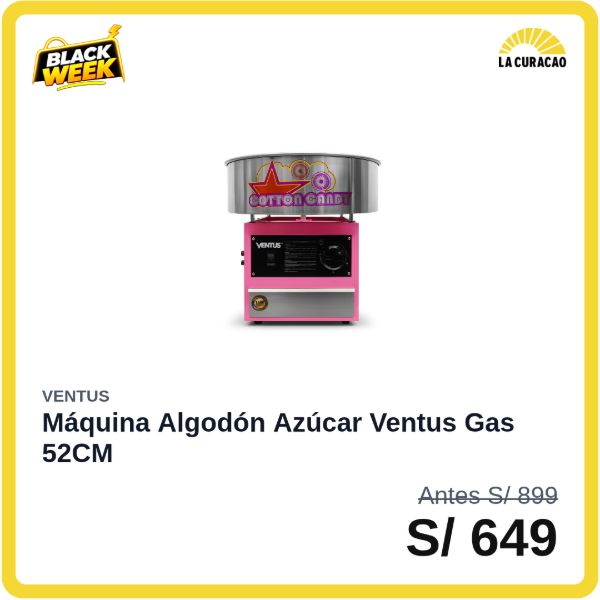 BLACK
WEEK
LA CURACAO
COTTON CANDY
VENTUS
VENTUS
Máquina Algodón Azúcar Ventus Gas
52CM
Antes S/ 899
S/ 649